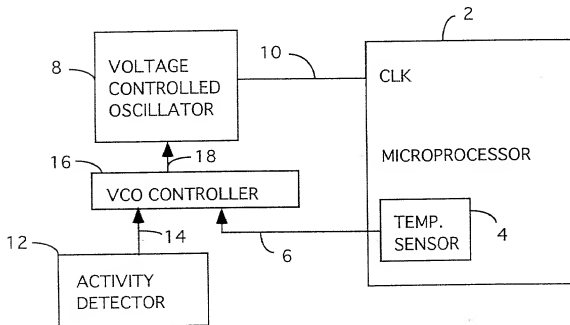 2
8
VOLTAGE
CONTROLLED
OSCILLATOR
10
CLK
MICROPROCESSOR
16
18
VCO CONTROLLER
TEMP.
SENSOR
4
12
14
6
ACTIVITY
DETECTOR